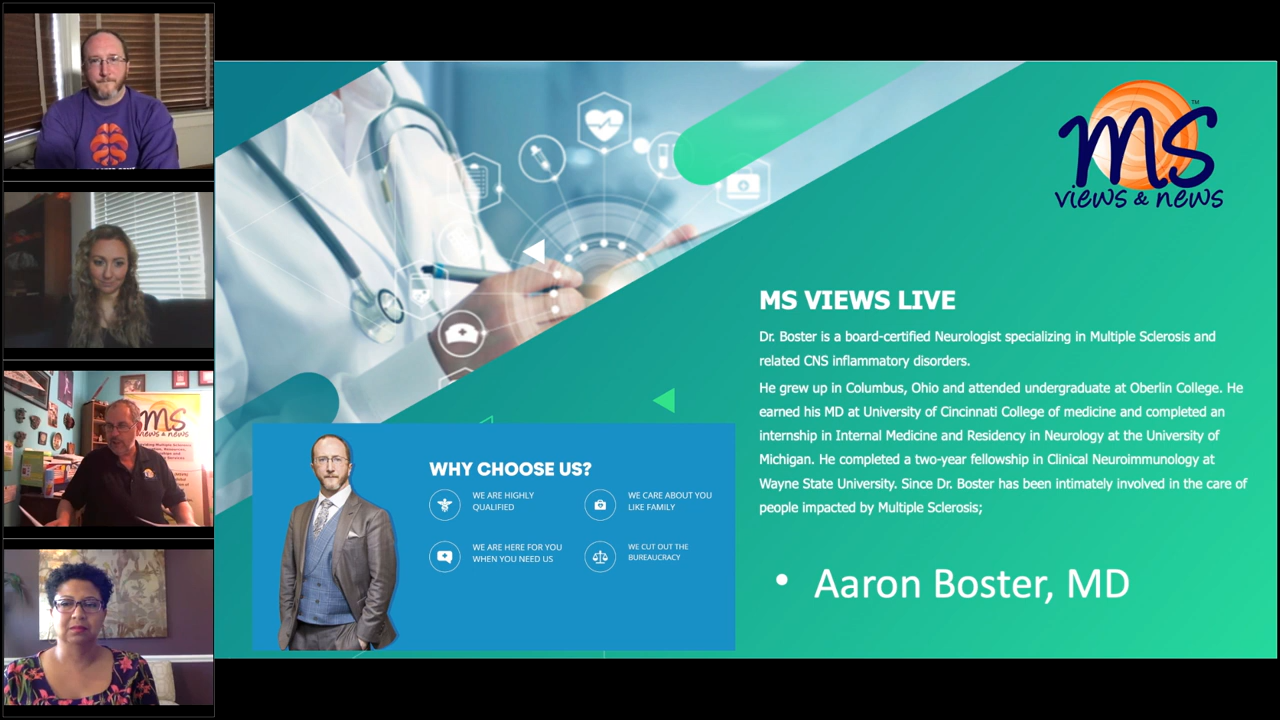 MS
views & news
TM
MS VIEWS LIVE
Dr. Boster is a board-certified Neurologist specializing in Multiple Sclerosis and
related CNS inflammatory disorders.
He grew up in Columbus, Ohio and attended undergraduate at Oberlin College. He
earned his MD at University of Cincinnati College of medicine and completed an
internship in Internal Medicine and Residency in Neurology at the University of
Michigan. He completed a two-year fellowship in Clinical Neuroimmunology at
Wayne State University. Since Dr. Boster has been intimately involved in the care of
people impacted by Multiple Sclerosis;
• Aaron Boster, MD
WHY CHOOSE US?
WE ARE HIGHLY
QUALIFIED
WE CARE ABOUT YOU
LIKE FAMILY
WE ARE HERE FOR YOU
WHEN YOU NEED US
WE CUT OUT THE
BUREAUCRACY
MS
views & news